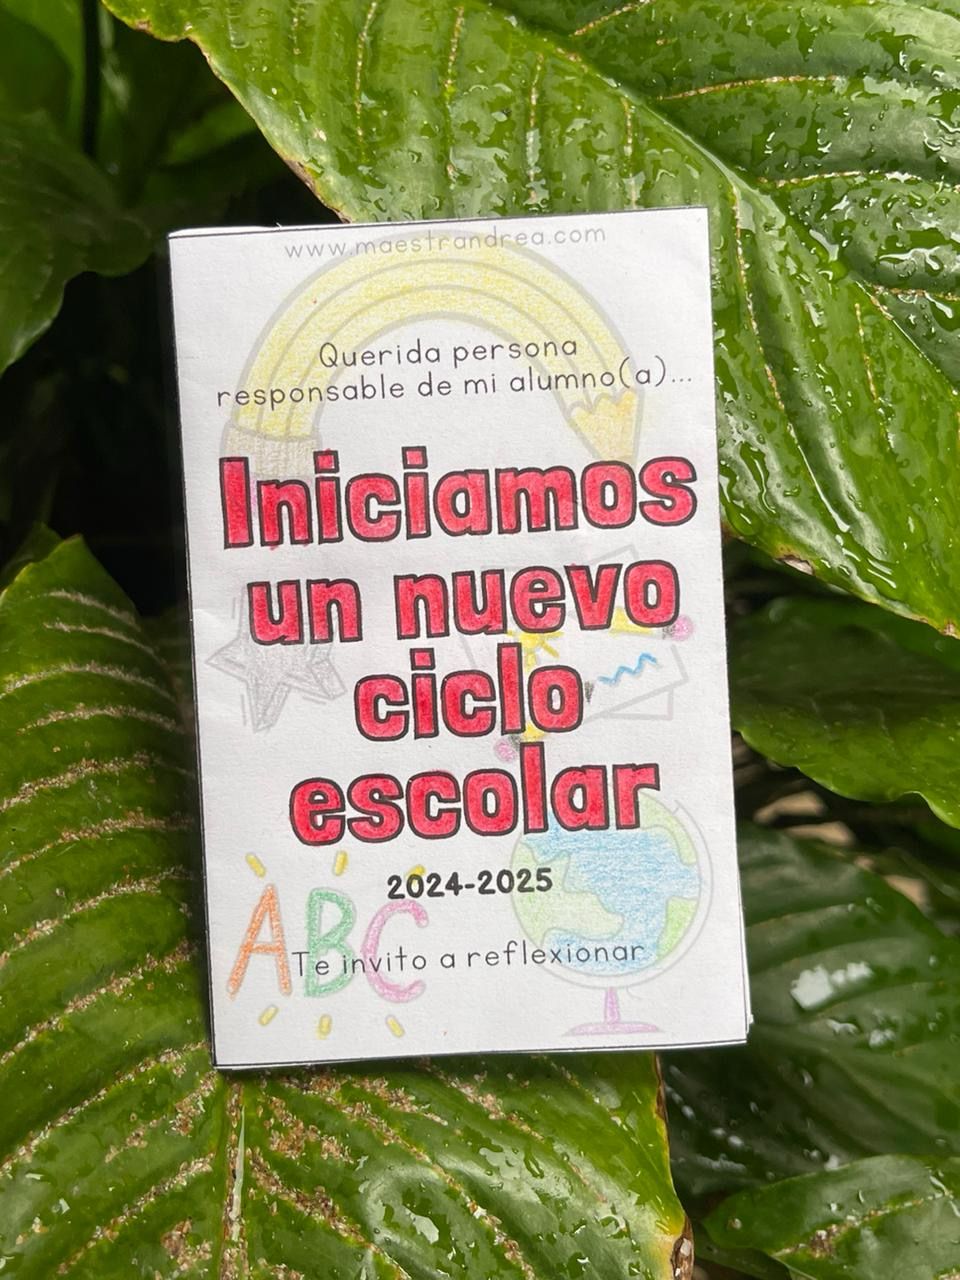 www.maestrandrea.com
Querida persona
responsable de mi alumno(a)...
Iniciamos
un nuevo
ciclo
escolar
2024-2025
ABC
Te invito a reflexionar